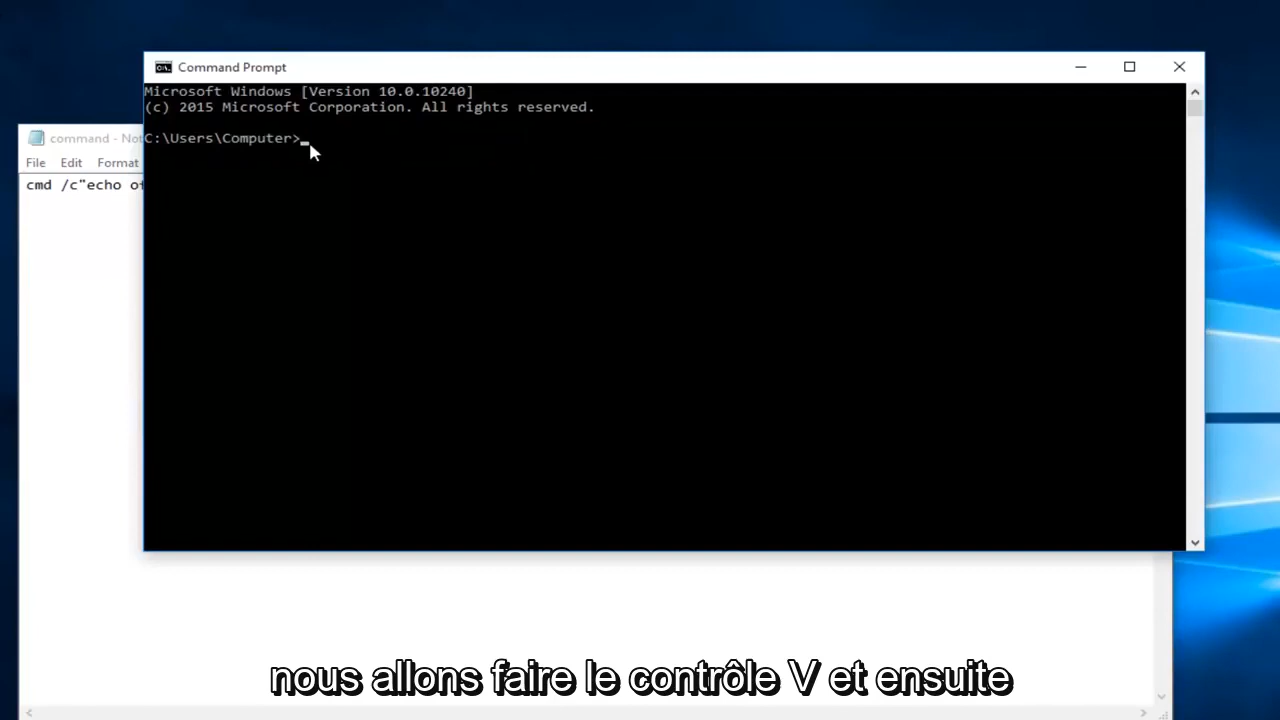 Command Prompt
Microsoft Windows [Version 10.0.10240]
(c) 2015 Microsoft Corporation. All rights reserved.
command - Not
C:\Users\Computer>
File Edit Format
cmd /c"echo of
nous allons faire le contrôle V et ensuite